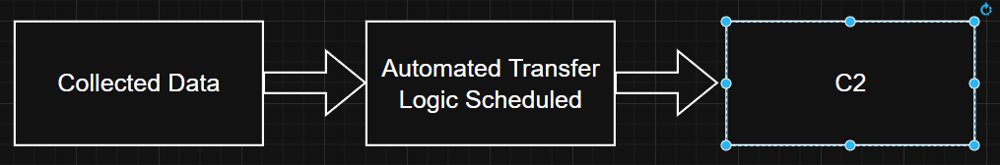 Collected Data
Automated Transfer
Logic Scheduled
C2